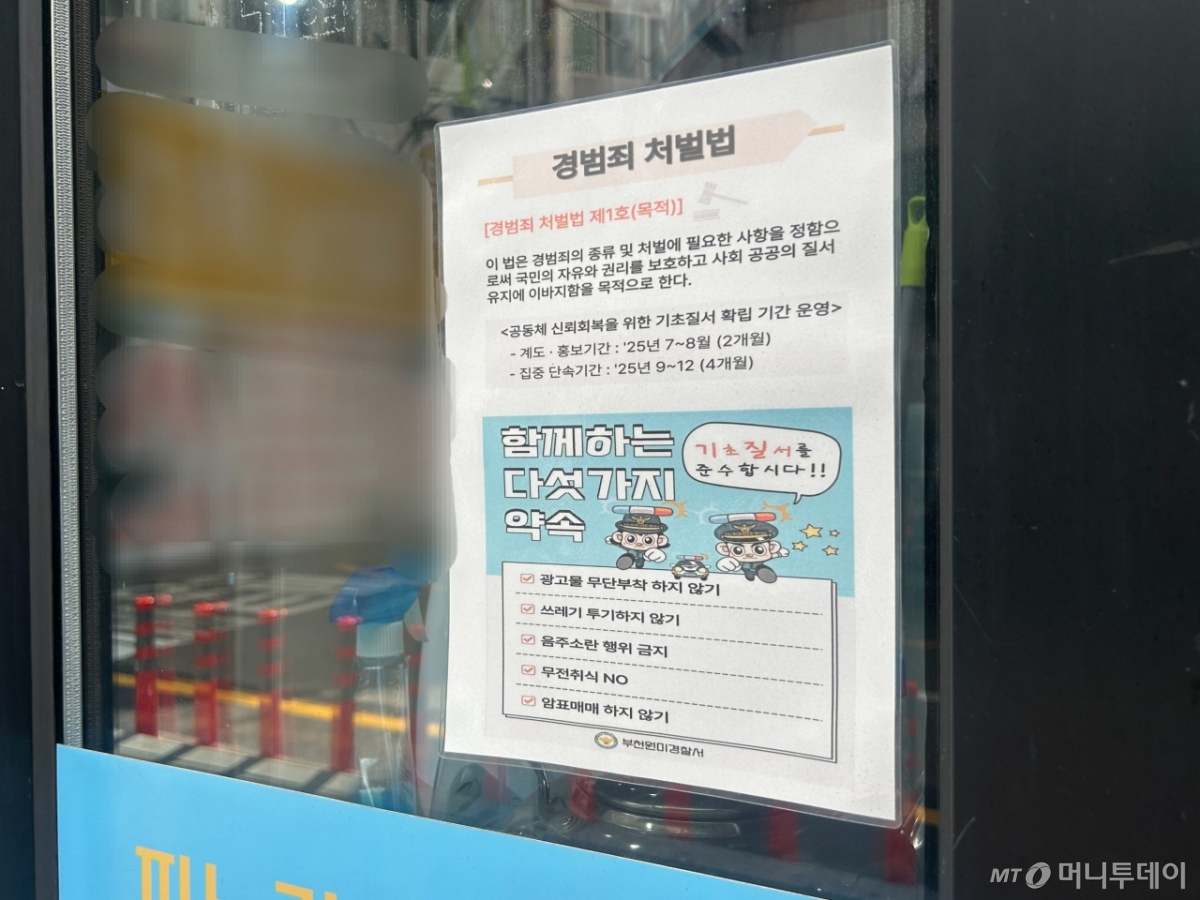 경범죄 처벌법
[경범죄 처벌법 제1호(목적)]
이 법은 경범죄의 종류 및 처벌에 필요한 사항을 정함으
로써 국민의 자유와 권리를 보호하고 사회 공공의 질서
유지에 이바지함을 목적으로 한다.
<공동체 신뢰회복을 위한 기초질서 확립 기간 운영>
- 계도 · 홍보기간 : '25년 7~8월 (2개월)
- 집중 단속기간 : '25년 9~12 (4개월)
함께하는
다섯가지
약속
기초질서를
준수합시다!!
광고물 무단부착 하지 않기
쓰레기 투기하지 않기
음주소란 행위 금지
무전취식 NO
암표매매 하지 않기
부천원미경찰서
MT 머니투데이